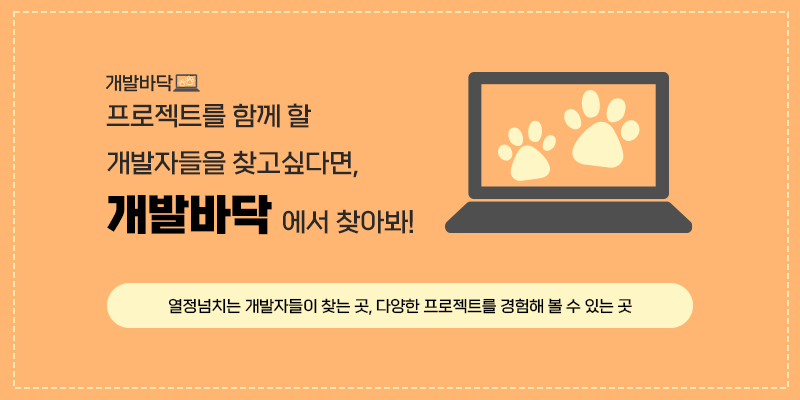 개발바닥
프로젝트를 함께 할
개발자들을 찾고싶다면,
개발바닥 에서 찾아봐!
열정넘치는 개발자들이 찾는 곳, 다양한 프로젝트를 경험해 볼 수 있는 곳